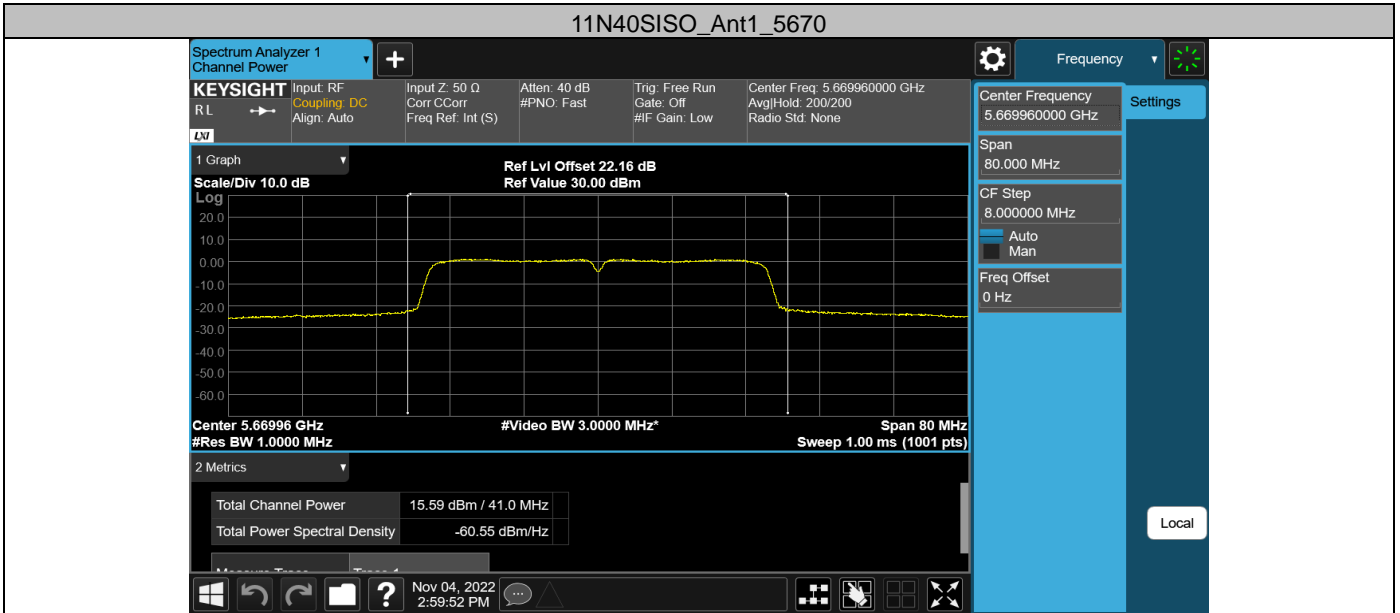 11N40SISO_Ant1_5670
Spectrum Analyzer 1
Channel Power
Frequency
KEYSIGHT
R L
LXI
Input: RF
Coupling: DC
Align: Auto
Input Z: 50 Ω
Corr CCorr
Freq Ref: Int (S)
Atten: 40 dB
#PNO: Fast
Trig: Free Run
Gate: Off
#IF Gain: Low
Center Freq: 5.669960000 GHz
Avg|Hold: 200/200
Radio Std: None
Center Frequency
5.669960000 GHz
Settings
Span
80.000 MHz
CF Step
8.000000 MHz
Auto
Man
Freq Offset
0 Hz
Local
1 Graph
Scale/Div 10.0 dB
Log
Ref Lvl Offset 22.16 dB
Ref Value 30.00 dBm
20.0
10.0
0.00
-10.0
-20.0
-30.0
-40.0
-50.0
-60.0
Center 5.66996 GHz
#Res BW 1.0000 MHz
#Video BW 3.0000 MHz*
Span 80 MHz
Sweep 1.00 ms (1001 pts)
2 Metrics
Total Channel Power 15.59 dBm / 41.0 MHz
Total Power Spectral Density -60.55 dBm/Hz
Nov 04, 2022
2:59:52 PM